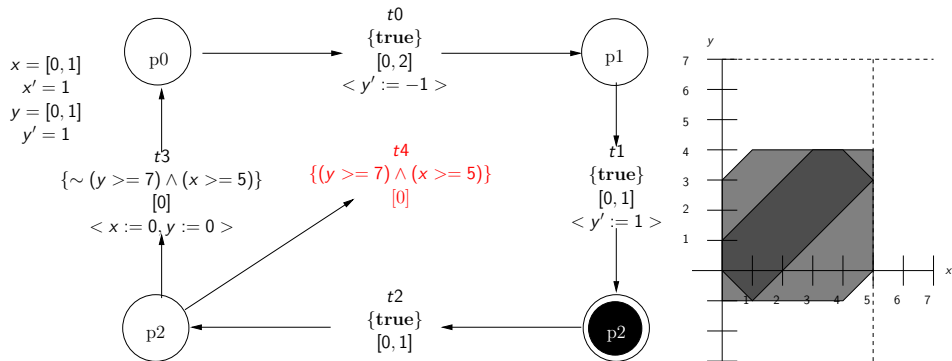 p0
x = [0, 1]
x′ = 1
y = [0, 1]
y′ = 1
t0
{true}
[0, 2]
< y′ := −1 >
p1
t3
{∼ (y >= 7) ∧ (x >= 5)}
[0]
< x := 0, y := 0 >
t4
{(y >= 7) ∧ (x >= 5)}
[0]
t1
{true}
[0, 1]
< y′ := 1 >
p2
t2
{true}
[0, 1]
p2
y
7
6
5
4
3
2
1
1 2 3 4 5 6 7
x